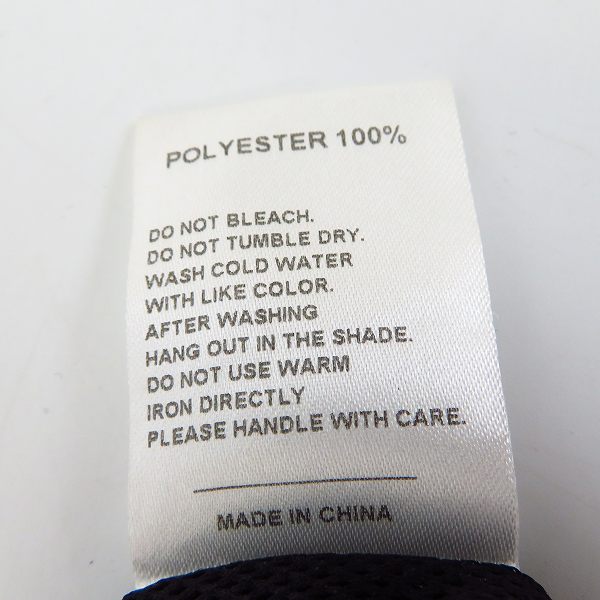 POLYESTER 100%
DO NOT BLEACH.
DO NOT TUMBLE DRY.
WASH COLD WATER
WITH LIKE COLOR.
AFTER WASHING
HANG OUT IN THE SHADE.
DO NOT USE WARM
IRON DIRECTLY
PLEASE HANDLE WITH CARE.
MADE IN CHINA